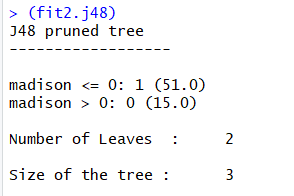 > (fit2.j48)
J48 pruned tree
------------------
madison <= 0: 1 (51.0)
madison > 0: 0 (15.0)
Number of Leaves  :     2
Size of the tree :      3